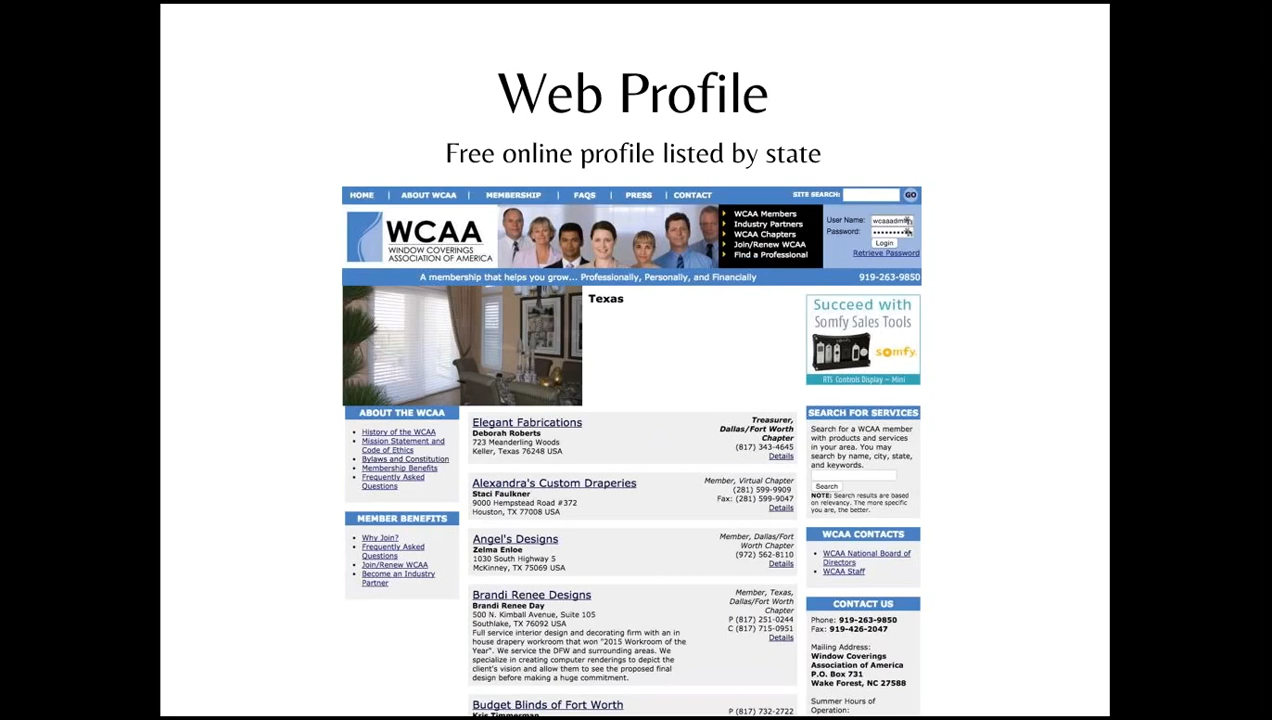 Web Profile
Free online profile listed by state
HOME | ABOUT WCAA | MEMBERSHIP | FAQS | PRESS | CONTACT
SITE SEARCH: GO
WCAA
WINDOW COVERINGS
ASSOCIATION OF AMERICA
WCAA Members
Industry Partners
WCAA Chapters
Join/Renew WCAA
Find a Professional
User Name:
Password:
Login
Retrieve Password
A membership that helps you grow... Professionally, Personally, and Financially
919-263-9850
Texas
Succeed with
Somfy Sales Tools
somfy.
RTS Controls Display – Mini
ABOUT THE WCAA
History of the WCAA
Mission Statement and
Code of Ethics
Bylaws and Constitution
Membership Benefits
Frequently Asked
Questions
MEMBER BENEFITS
Why Join?
Frequently Asked
Questions
Join/Renew WCAA
Become an Industry
Partner
Elegant Fabrications
Deborah Roberts
723 Meanderling Woods
Keller, Texas 76248 USA
Treasurer,
Dallas/Fort Worth
Chapter
(817) 343-4645
Details
Alexandra's Custom Draperies
Staci Faulkner
9000 Hempstead Road #372
Houston, TX 77008 USA
Member, Virtual Chapter
(281) 599-9909
Fax: (281) 599-9047
Details
Angel's Designs
Zelma Enloe
1030 South Highway 5
McKinney, TX 75069 USA
Member, Dallas/Fort
Worth Chapter
(972) 562-8110
Details
Brandi Renee Designs
Brandi Renee Day
500 N. Kimball Avenue, Suite 105
Southlake, TX 76092 USA
Full service interior design and decorating firm with an in
house drapery workroom that won "2015 Workroom of the
Year". We service the DFW and surrounding areas. We
specialize in creating computer renderings to depict the
client's vision and allow them to see the proposed final
design before making a huge commitment.
Member, Texas,
Dallas/Fort Worth
Chapter
P (817) 251-0244
C (817) 715-0951
Details
Budget Blinds of Fort Worth
Kris Timmerman
P (817) 732-2722
SEARCH FOR SERVICES
Search for a WCAA member
with products and services
in your area. You may
search by name, city, state,
and keywords.
Search
NOTE: Search results are based
on relevancy. The more specific
you are, the better.
WCAA CONTACTS
WCAA National Board of
Directors
WCAA Staff
CONTACT US
Phone: 919-263-9850
Fax: 919-426-2047
Mailing Address:
Window Coverings
Association of America
P.O. Box 731
Wake Forest, NC 27588
Summer Hours of
Operation: